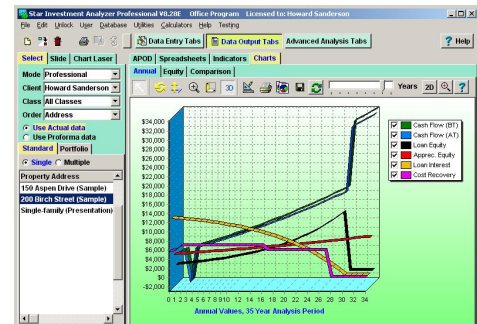 Star Investment Analyzer Professional V8.28E Office Program Licensed to: Howard Sanderson
File Edit Unlock User Database Utilities Calculators Help Testing
Data Entry Tabs Data Output Tabs Advanced Analysis Tabs ? Help
Select Slide Chart Laser APOD Spreadsheets Indicators Charts
Mode Professional
Annual Equity Comparison
Client Howard Sanderson
3D Years 2D ?
Class All Classes
Order Address
Use Actual data
Use Proforma data
Standard Portfolio
Single Multiple
Property Address
150 Aspen Drive (Sample)
200 Birch Street (Sample)
Single-family (Presentation)
$34,000
$32,000
$30,000
$28,000
$26,000
$24,000
$22,000
$20,000
$18,000
$16,000
$14,000
$12,000
$10,000
$8,000
$6,000
$4,000
$2,000
$0
-$2,000
Cash Flow (BT)
Cash Flow (AT)
Loan Equity
Apprec. Equity
Loan Interest
Cost Recovery
0 1 2 3 4 5 6 7 8 9 10 12 14 16 18 20 22 24 26 28 30 32 34
Annual Values, 35 Year Analysis Period